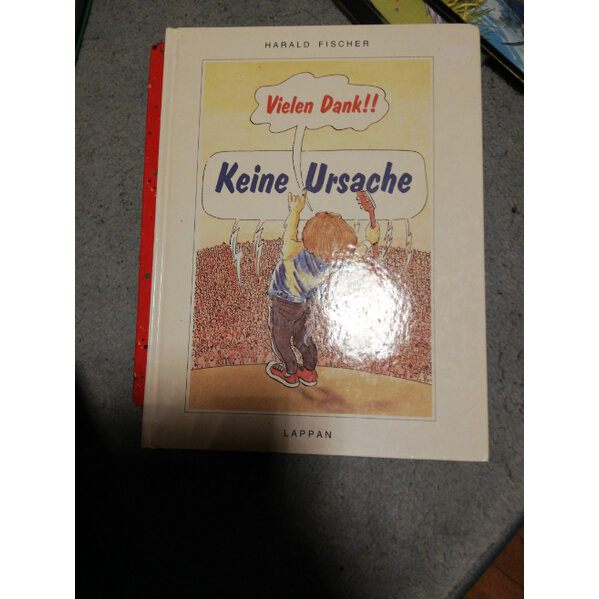 HARALD FISCHER
Vielen Dank!!
Keine Ursache
LAPPAN